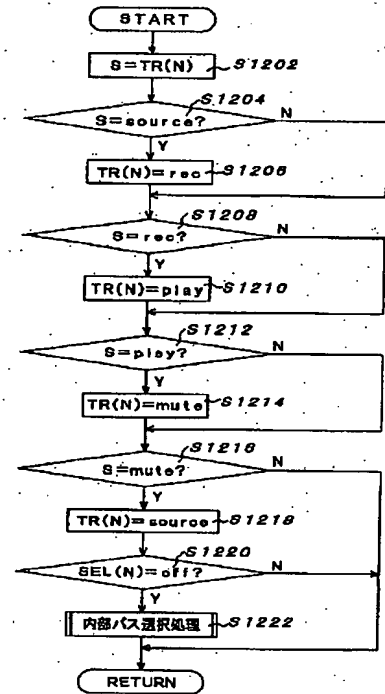 START
S=TR(N) S1202
S1204
S=source? N
Y
TR(N)=rec S1206
S1208
S=rec? N
Y
TR(N)=play S1210
S1212
S=play? N
Y
TR(N)=mute S1214
S1216
S=mute? N
Y
TR(N)=source S1218
S1220
SEL(N)=off? N
Y
内部バス選択処理 S1222
RETURN